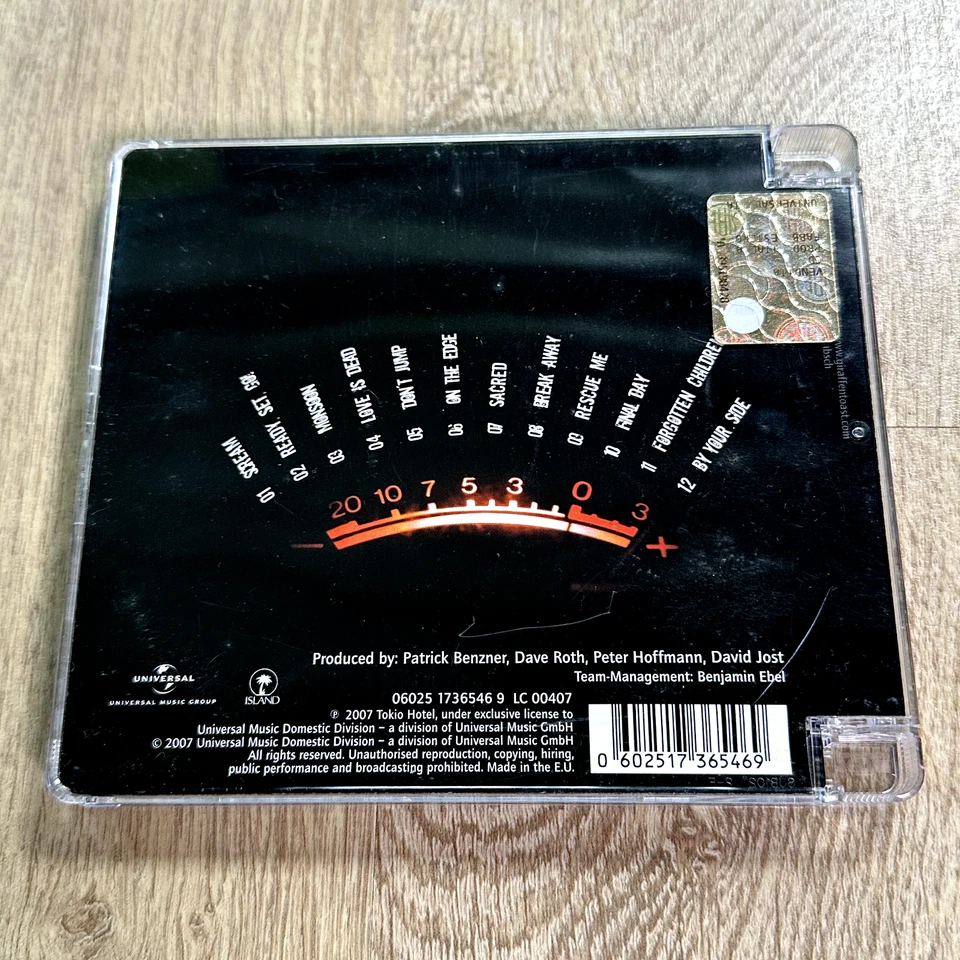 01 SCREAM
02 READY, SET, GO!
03 MONSOON
04 LOVE IS DEAD
05 DON'T JUMP
06 ON THE EDGE
07 SACRED
08 BREAK AWAY
09 RESCUE ME
10 FINAL DAY
11 FORGOTTEN CHILDREN
12 BY YOUR SIDE
20 10 7 5 3 0 3
− +
Produced by: Patrick Benzner, Dave Roth, Peter Hoffmann, David Jost
Team-Management: Benjamin Ebel
UNIVERSAL
UNIVERSAL MUSIC GROUP
ISLAND
06025 1736546 9 LC 00407
℗ 2007 Tokio Hotel, under exclusive license to
Universal Music Domestic Division – a division of Universal Music GmbH
© 2007 Universal Music Domestic Division – a division of Universal Music GmbH
All rights reserved. Unauthorised reproduction, copying, hiring,
public performance and broadcasting prohibited. Made in the E.U.
0 602517 365469
www.giraffentoast.com